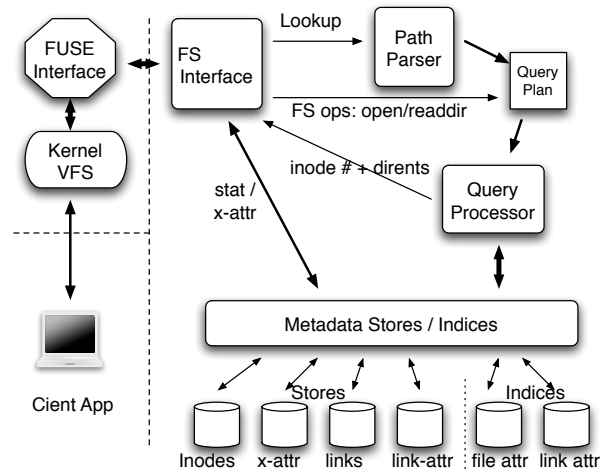 FUSE
Interface
Kernel
VFS
Cient App
FS
Interface
Lookup
Path
Parser
Query
Plan
FS ops: open/readdir
inode # + dirents
stat /
x-attr
Query
Processor
Metadata Stores / Indices
Stores
Indices
Inodes
x-attr
links
link-attr
file attr
link attr